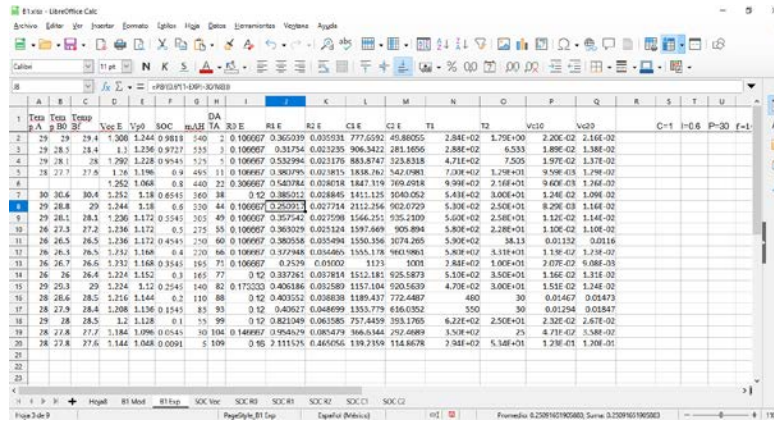 B1.xlsx - LibreOffice Calc
Archivo Editar Ver Insertar Formato Estilos Hoja Datos Herramientas Ventana Ayuda
Calibri 11 pt N K S
J8
A B C D E F G H I J K L M N O P Q R S T U
1 Tem p A Tem p B0 Temp Bf Voc E Vp0 SOC mAH DA TA R0 E R1 E R2 E C1 E C2 E T1 T2 Vc10 Vc20 C=1 I=0.6 P=30
2 29 29 29.4 1.308 1.244 0.9818 540 2 0.106667 0.365039 0.035931 777.6592 49.88055 2.84E+02 1.79E+00 2.20E-02 2.16E-02
3 29 28.5 28.4 1.3 1.236 0.9727 535 3 0.106667 0.31754 0.023235 906.3422 281.1656 2.88E+02 6.533 1.89E-02 1.38E-02
4 29 28.1 28 1.292 1.228 0.9545 525 5 0.106667 0.532994 0.023176 883.8747 323.8318 4.71E+02 7.505 1.97E-02 1.37E-02
5 28 27.7 27.6 1.26 1.196 0.9 495 11 0.106667 0.380795 0.023815 1838.262 542.0981 7.00E+02 1.29E+01 9.59E-03 1.29E-02
6 1.252 1.068 0.8 440 22 0.306667 0.540784 0.028018 1847.319 769.4918 9.99E+02 2.16E+01 9.60E-03 1.26E-02
7 30 30.6 30.4 1.252 1.18 0.6545 360 38 0.12 0.385012 0.028845 1411.125 1040.052 5.43E+02 3.00E+01 1.24E-02 1.09E-02
8 29 28.8 29 1.244 1.18 0.6 330 44 0.106667 0.250917 0.027714 2112.256 902.0729 5.30E+02 2.50E+01 8.29E-03 1.16E-02
9 29 28.1 28.1 1.236 1.172 0.5545 305 49 0.106667 0.357542 0.027598 1566.251 935.2109 5.60E+02 2.58E+01 1.12E-02 1.14E-02
10 26 27.3 27.2 1.236 1.172 0.5 275 55 0.106667 0.363029 0.025124 1597.669 905.894 5.80E+02 2.28E+01 1.10E-02 1.10E-02
11 26 26.5 26.5 1.236 1.172 0.4545 250 60 0.106667 0.380558 0.035494 1550.356 1074.265 5.90E+02 38.13 0.01132 0.0116
12 26 26.3 26.5 1.232 1.168 0.4 220 66 0.106667 0.372948 0.034465 1555.178 960.9861 5.80E+02 3.31E+01 1.13E-02 1.23E-02
13 26 26.7 26.6 1.232 1.168 0.3545 195 71 0.106667 0.2529 1123 1001 2.84E+02 1.00E+01 2.07E-02 9.08E-03
14 26 26 26.4 1.224 1.152 0.3 165 77 0.12 0.337261 0.037814 1512.181 925.5873 5.10E+02 3.50E+01 1.16E-02 1.31E-02
15 29 29.3 29 1.224 1.12 0.2545 140 82 0.173333 0.406186 0.032589 1157.104 920.5639 4.70E+02 3.00E+01 1.51E-02 1.24E-02
16 28 28.6 28.5 1.216 1.144 0.2 110 88 0.12 0.403552 0.038838 1189.437 772.4487 480 30 0.01467 0.01473
17 28 27.9 28.4 1.208 1.136 0.1545 85 93 0.12 0.40627 0.048699 1353.779 616.0352 550 30 0.01294 0.01847
18 29 28 28.5 1.2 1.128 0.1 55 99 0.12 0.821049 0.063585 757.4459 393.1765 6.22E+02 2.50E+01 2.32E-02 2.67E-02
19 28 27.8 27.7 1.184 1.096 0.0545 30 104 0.146667 0.954629 0.085479 366.6344 292.4689 3.50E+02 25 4.71E-02 3.58E-02
20 28 27.8 27.6 1.144 1.048 0.0091 5 109 0.16 2.111525 0.465056 139.2359 114.8678 2.94E+02 5.34E+01 1.23E-01 1.20E-01
21
22
23
Hoja8 B1 Mod B1 Exp SOC Voc SOC R0 SOC R1 SOC R2 SOC C1 SOC C2
Hoja 3 de 9 PageStyle_B1 Exp Español (México) Promedio: 0.25091651905803; Suma: 0.25091651905803